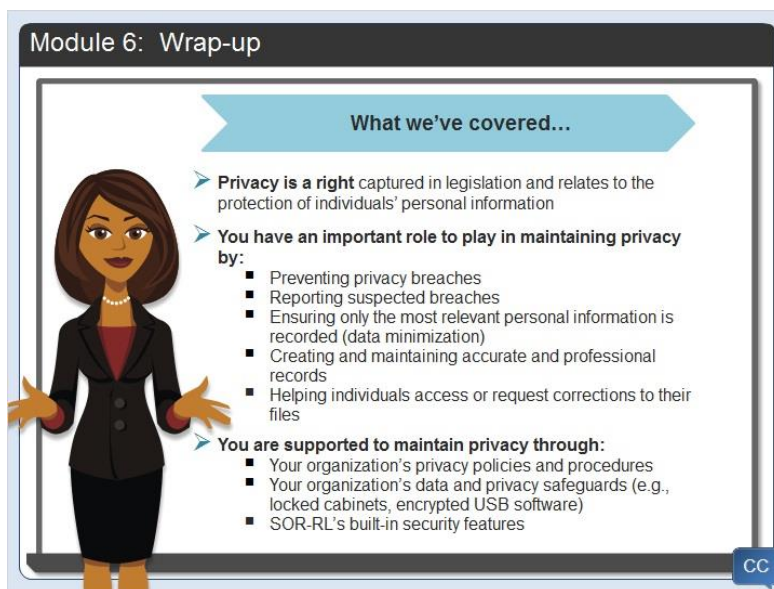 Module 6: Wrap-up
What we've covered...
➢ Privacy is a right captured in legislation and relates to the
protection of individuals' personal information
➢ You have an important role to play in maintaining privacy
by:
▪ Preventing privacy breaches
▪ Reporting suspected breaches
▪ Ensuring only the most relevant personal information is
recorded (data minimization)
▪ Creating and maintaining accurate and professional
records
▪ Helping individuals access or request corrections to their
files
➢ You are supported to maintain privacy through:
▪ Your organization's privacy policies and procedures
▪ Your organization's data and privacy safeguards (e.g.,
locked cabinets, encrypted USB software)
▪ SOR-RL's built-in security features
CC